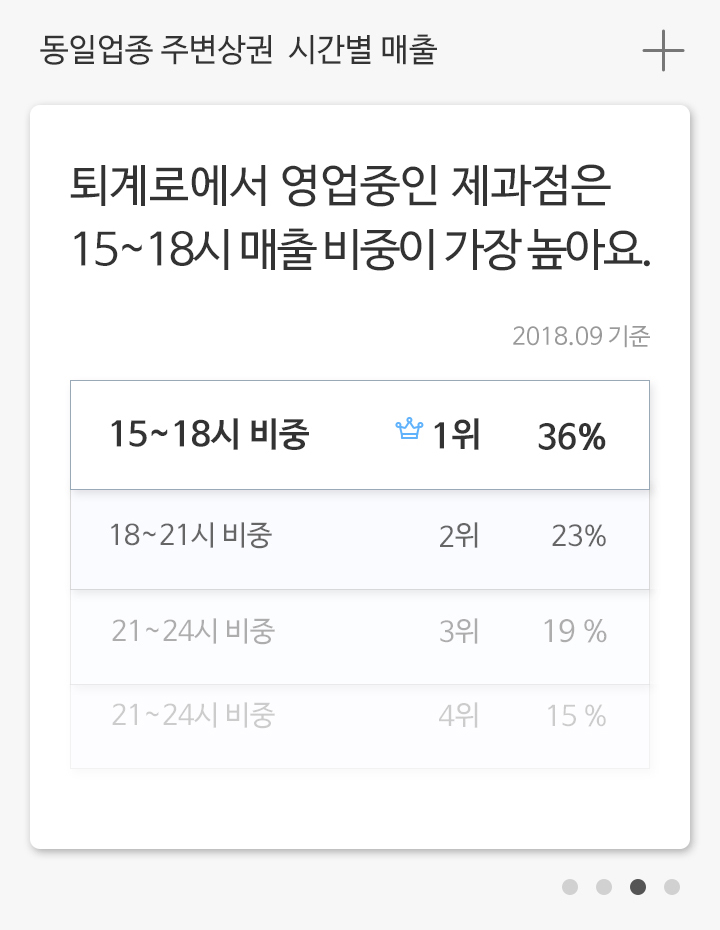 동일업종 주변상권 시간별 매출
퇴계로에서 영업중인 제과점은
15~18시 매출 비중이 가장 높아요.
2018.09 기준
15~18시 비중 1위 36%
18~21시 비중 2위 23%
21~24시 비중 3위 19 %
21~24시 비중 4위 15 %